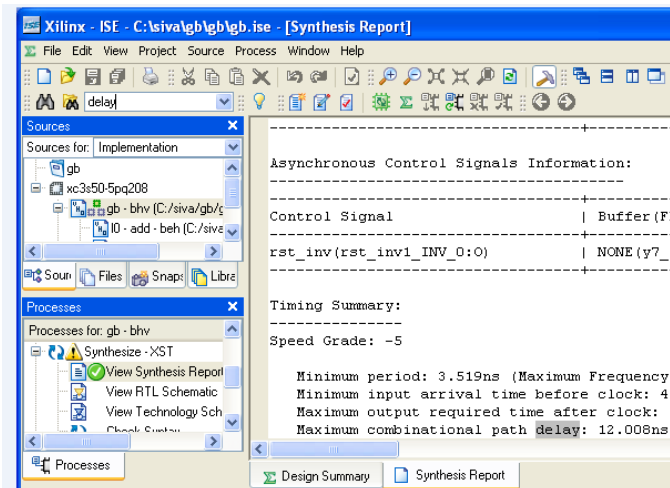 Xilinx - ISE - C:\siva\gb\gb\gb.ise - [Synthesis Report]
File Edit View Project Source Process Window Help
delay
Sources
Sources for: Implementation
gb
xc3s50-5pq208
gb - bhv (C:/siva/gb/g
I0 - add - beh (C:/siva
Sour Files Snaps Libra
Processes
Processes for: gb - bhv
Synthesize - XST
View Synthesis Report
View RTL Schematic
View Technology Sch
Check Syntax
Processes
Asynchronous Control Signals Information:
----------------------------------------
Control Signal | Buffer(F
rst_inv(rst_inv1_INV_0:O) | NONE(y7_
Timing Summary:
---------------
Speed Grade: -5
Minimum period: 3.519ns (Maximum Frequency
Minimum input arrival time before clock: 4
Maximum output required time after clock:
Maximum combinational path delay: 12.008ns
Design Summary Synthesis Report